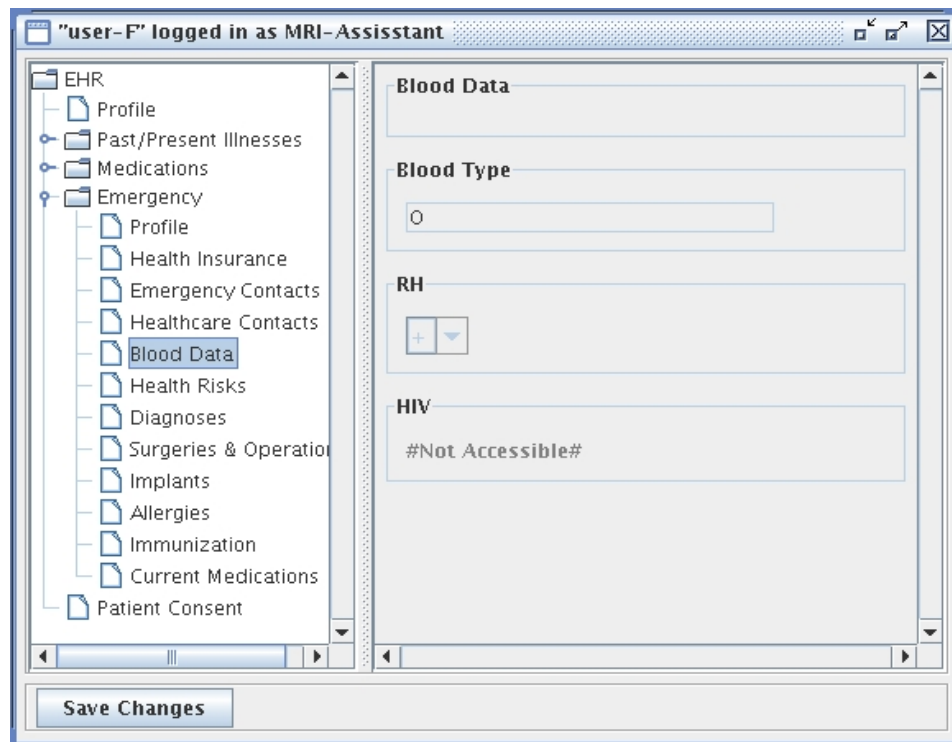 "user-F" logged in as MRI-Assisstant
EHR
Profile
Past/Present Illnesses
Medications
Emergency
Profile
Health Insurance
Emergency Contacts
Healthcare Contacts
Blood Data
Health Risks
Diagnoses
Surgeries & Operation
Implants
Allergies
Immunization
Current Medications
Patient Consent
Blood Data
Blood Type
O
RH
+
HIV
#Not Accessible#
Save Changes